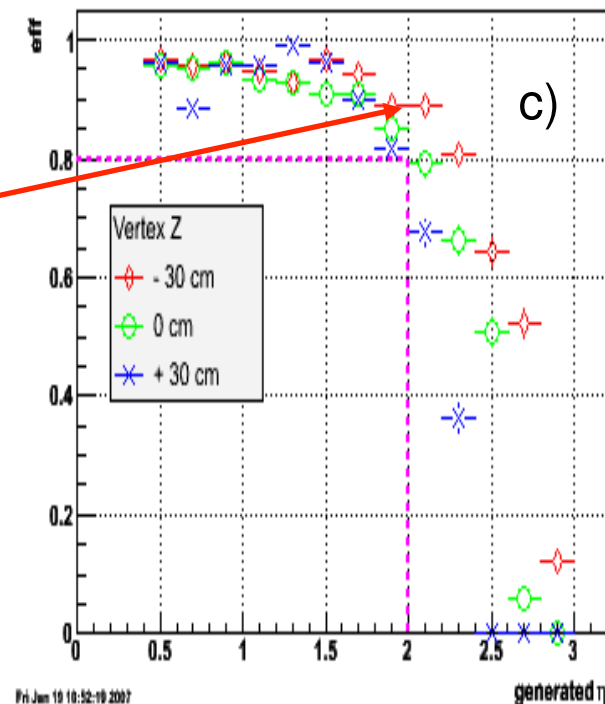 eff
1
c)
0.8
Vertex Z
- 30 cm
0.6
0 cm
+ 30 cm
0.4
0.2
0
0 0.5 1 1.5 2 2.5 3
generated η
Fri Jan 19 16:52:19 2007